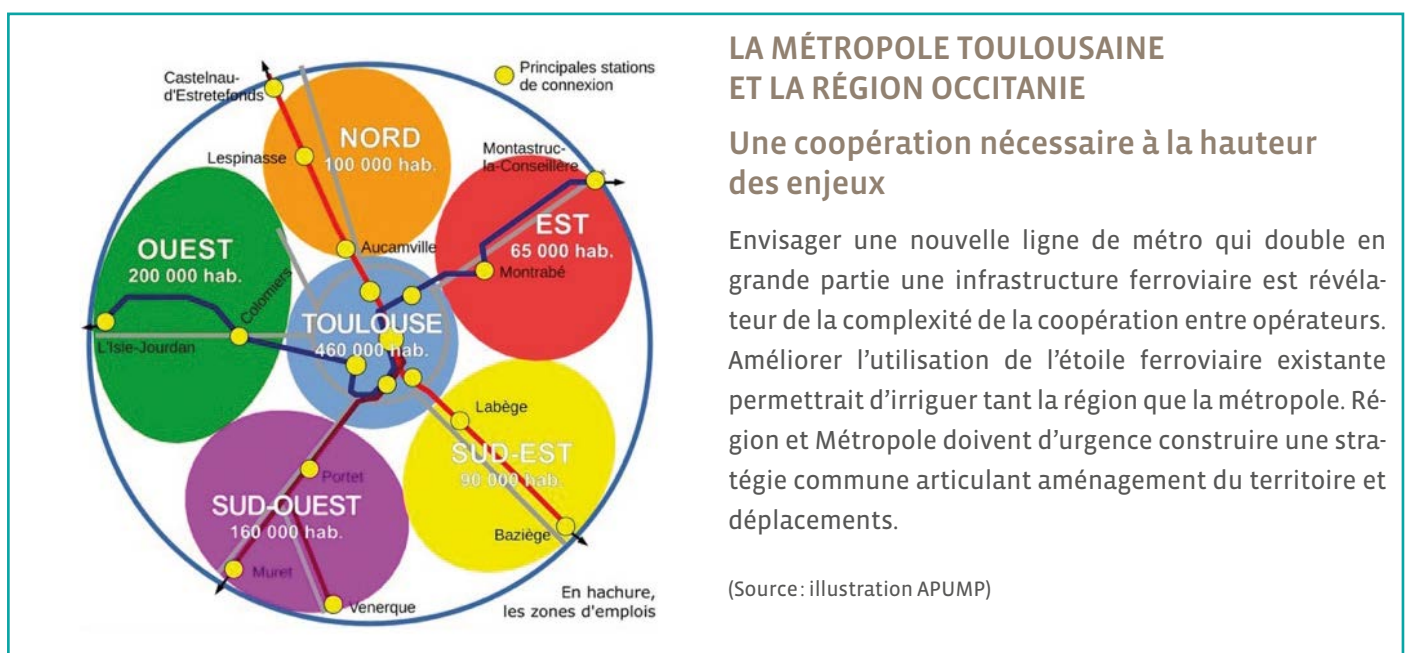 Castelnau-
d'Estretefonds
Principales stations
de connexion
NORD
100 000 hab.
Lespinasse
Montastruc-
la-Conseillère
EST
65 000 hab.
OUEST
200 000 hab.
Aucamville
Montrabé
Colomiers
TOULOUSE
460 000 hab.
L'Isle-Jourdan
Labège
SUD-EST
90 000 hab.
Portet
SUD-OUEST
160 000 hab.
Baziège
Muret
Venerque
En hachure,
les zones d'emplois
LA MÉTROPOLE TOULOUSAINE
ET LA RÉGION OCCITANIE
Une coopération nécessaire à la hauteur
des enjeux
Envisager une nouvelle ligne de métro qui double en
grande partie une infrastructure ferroviaire est révéla-
teur de la complexité de la coopération entre opérateurs.
Améliorer l’utilisation de l’étoile ferroviaire existante
permettrait d’irriguer tant la région que la métropole. Ré-
gion et Métropole doivent d’urgence construire une stra-
tégie commune articulant aménagement du territoire et
déplacements.
(Source : illustration APUMP)